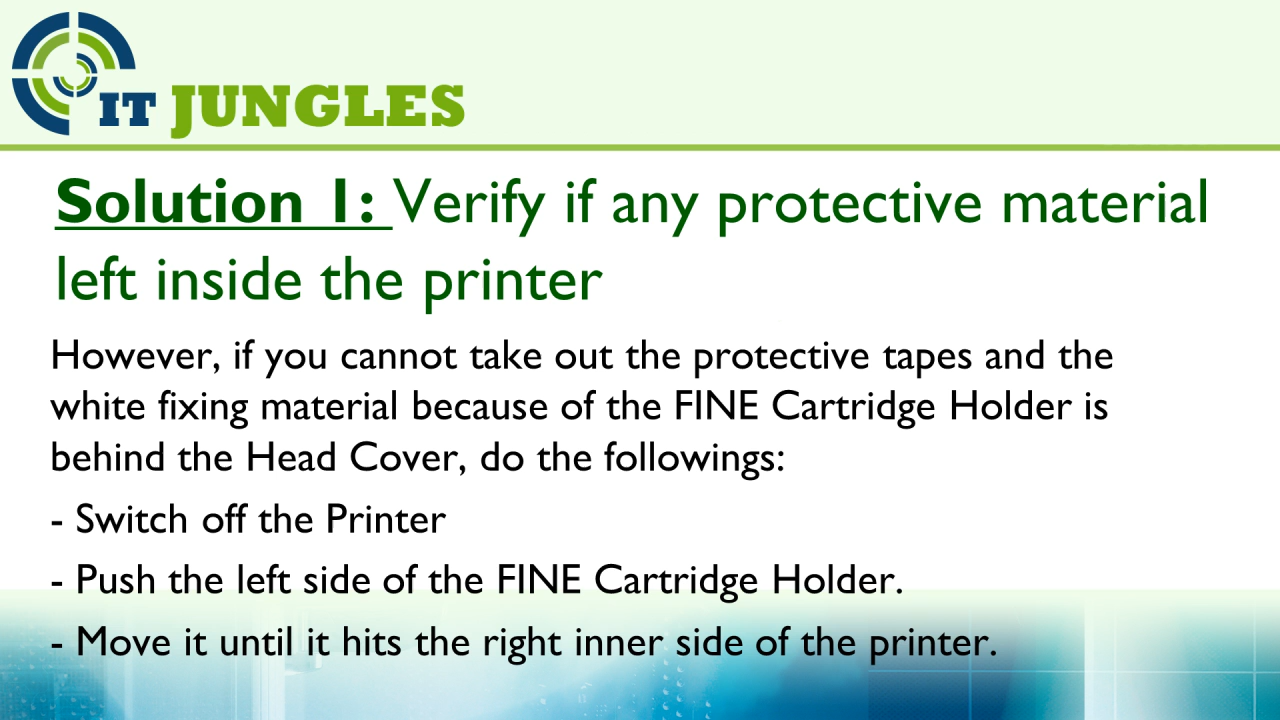 IT JUNGLES
Solution 1: Verify if any protective material
left inside the printer
However, if you cannot take out the protective tapes and the
white fixing material because of the FINE Cartridge Holder is
behind the Head Cover, do the followings:
- Switch off the Printer
- Push the left side of the FINE Cartridge Holder.
- Move it until it hits the right inner side of the printer.